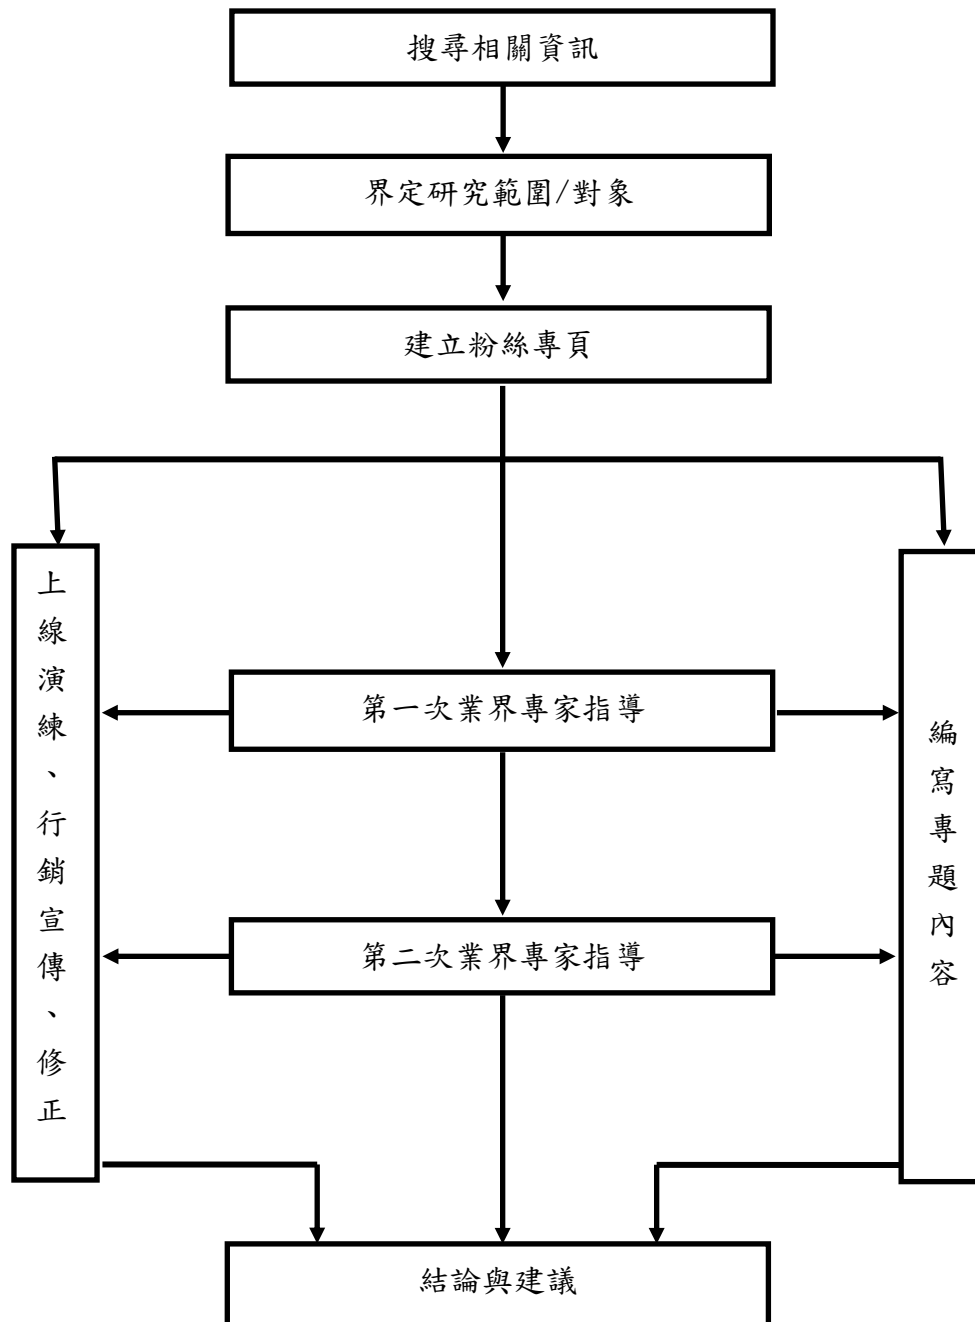 搜尋相關資訊
界定研究範圍/對象
建立粉絲專頁
上線演練、行銷宣傳、修正
第一次業界專家指導
編寫專題內容
第二次業界專家指導
結論與建議